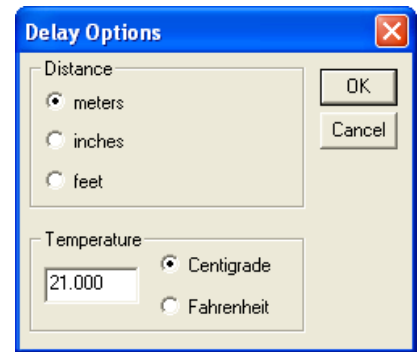 Delay Options
Distance
meters
inches
feet
OK
Cancel
Temperature
21.000
Centigrade
Fahrenheit